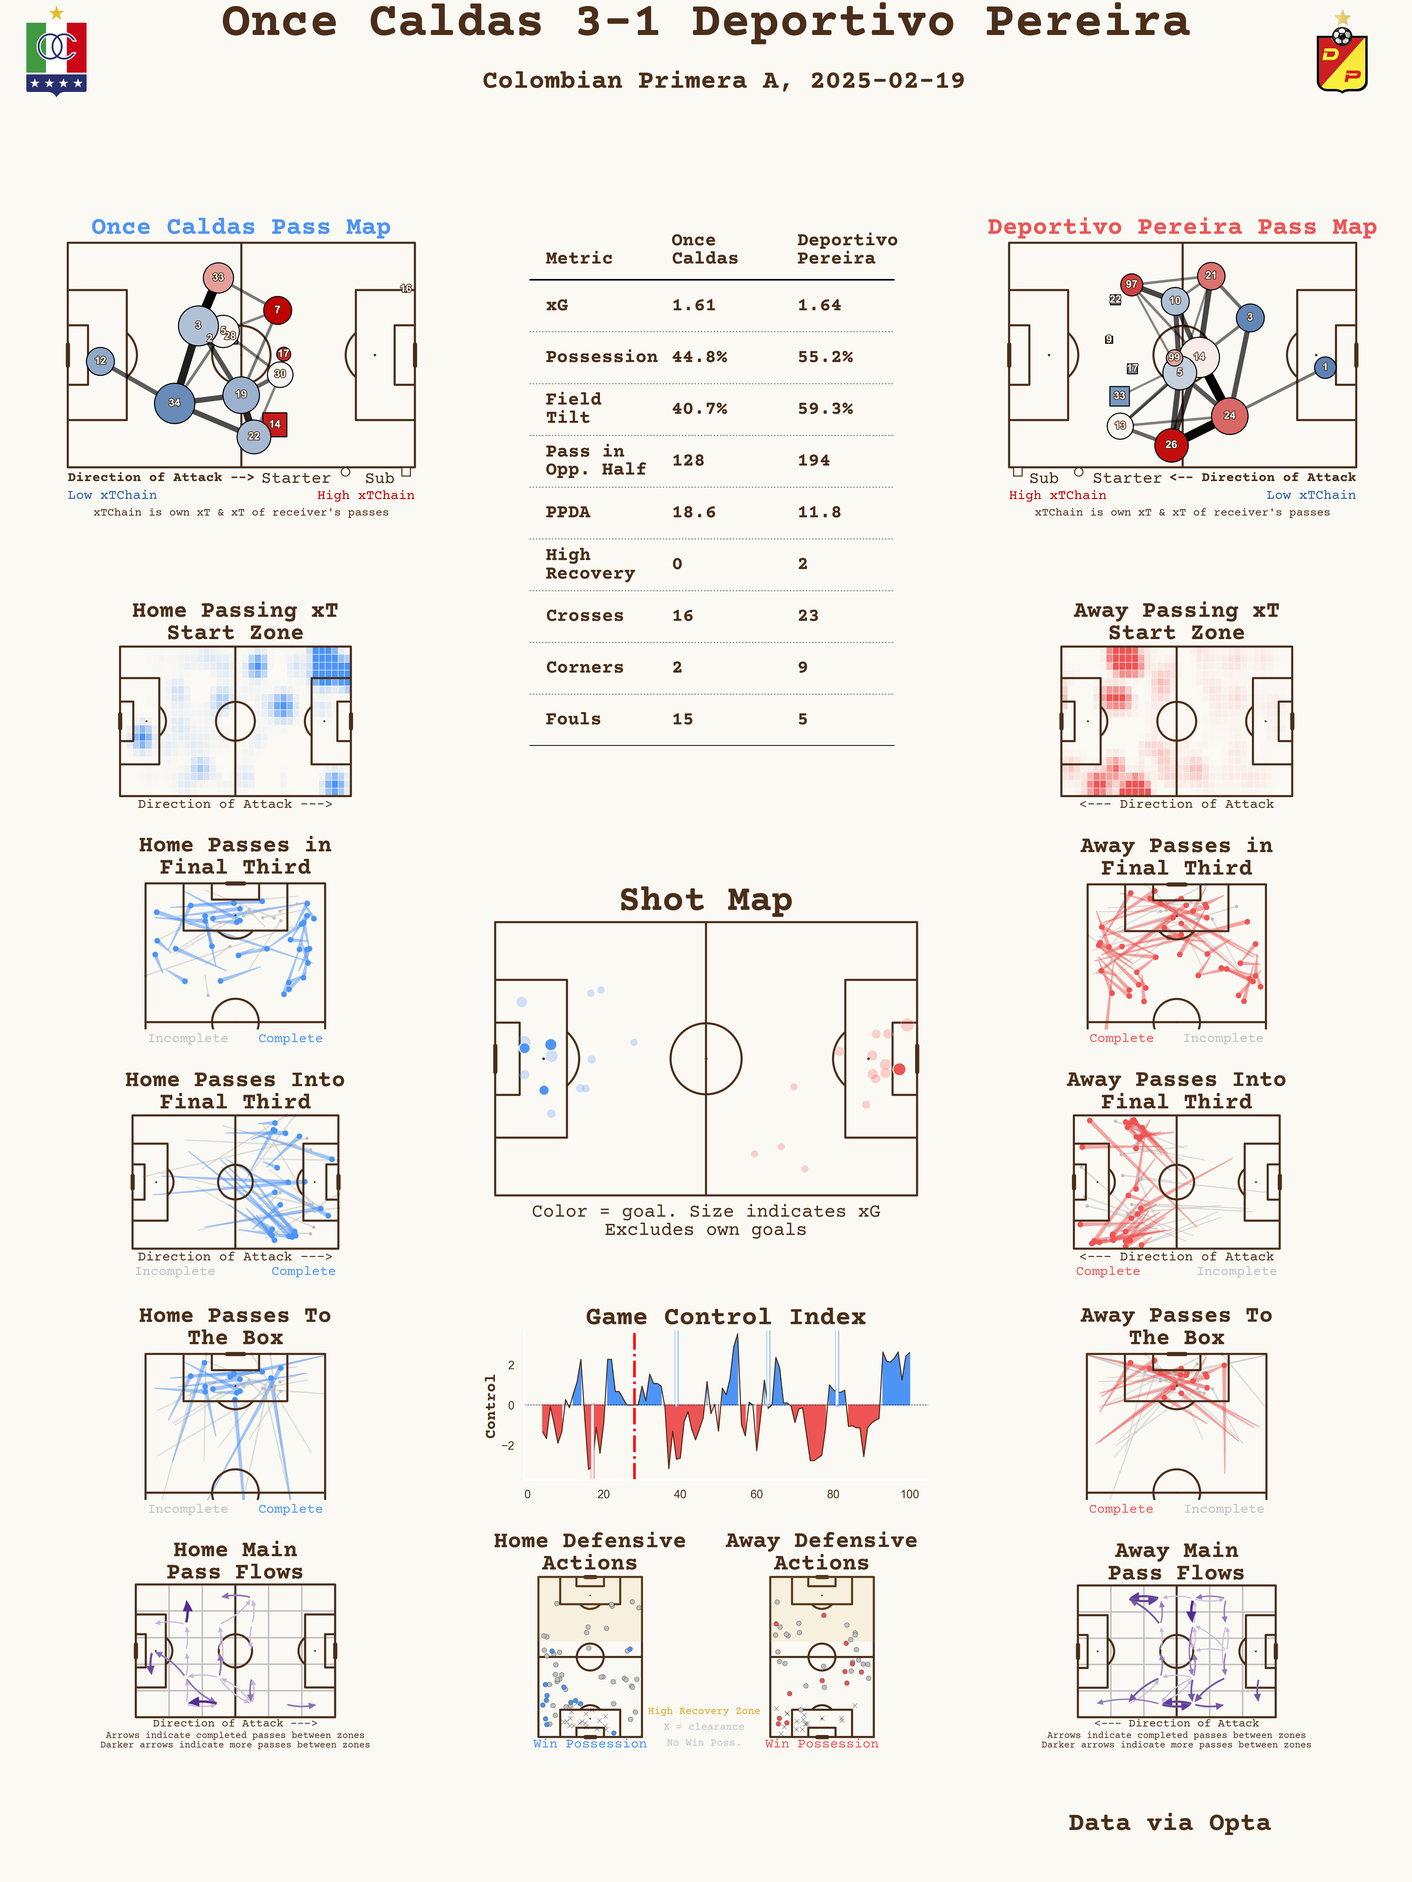 Once Caldas 3-1 Deportivo Pereira
Colombian Primera A, 2025-02-19
DP
Once Caldas Pass Map
33
7
16
3
5
2
28
17
12
30
34
19
14
22
Direction of Attack --> Starter Sub
Low xTChain High xTChain
xTChain is own xT & xT of receiver's passes
Metric Once Caldas Deportivo Pereira
xG 1.61 1.64
Possession 44.8% 55.2%
Field Tilt 40.7% 59.3%
Pass in Opp. Half 128 194
PPDA 18.6 11.8
High Recovery 0 2
Crosses 16 23
Corners 2 9
Fouls 15 5
Deportivo Pereira Pass Map
21
97
22
10
3
9
99
14
17
5
1
33
24
13
26
Sub Starter <-- Direction of Attack
High xTChain Low xTChain
xTChain is own xT & xT of receiver's passes
Home Passing xT
Start Zone
Direction of Attack --->
Away Passing xT
Start Zone
<--- Direction of Attack
Home Passes in
Final Third
Incomplete Complete
Away Passes in
Final Third
Complete Incomplete
Shot Map
Color = goal. Size indicates xG
Excludes own goals
Home Passes Into
Final Third
Direction of Attack --->
Incomplete Complete
Away Passes Into
Final Third
<--- Direction of Attack
Complete Incomplete
Home Passes To
The Box
Incomplete Complete
Game Control Index
Control
2
0
−2
0 20 40 60 80 100
Away Passes To
The Box
Complete Incomplete
Home Main
Pass Flows
Direction of Attack --->
Arrows indicate completed passes between zones
Darker arrows indicate more passes between zones
Home Defensive
Actions
Win Possession
High Recovery Zone
X = clearance
No Win Poss.
Away Defensive
Actions
Win Possession
Away Main
Pass Flows
<--- Direction of Attack
Arrows indicate completed passes between zones
Darker arrows indicate more passes between zones
Data via Opta